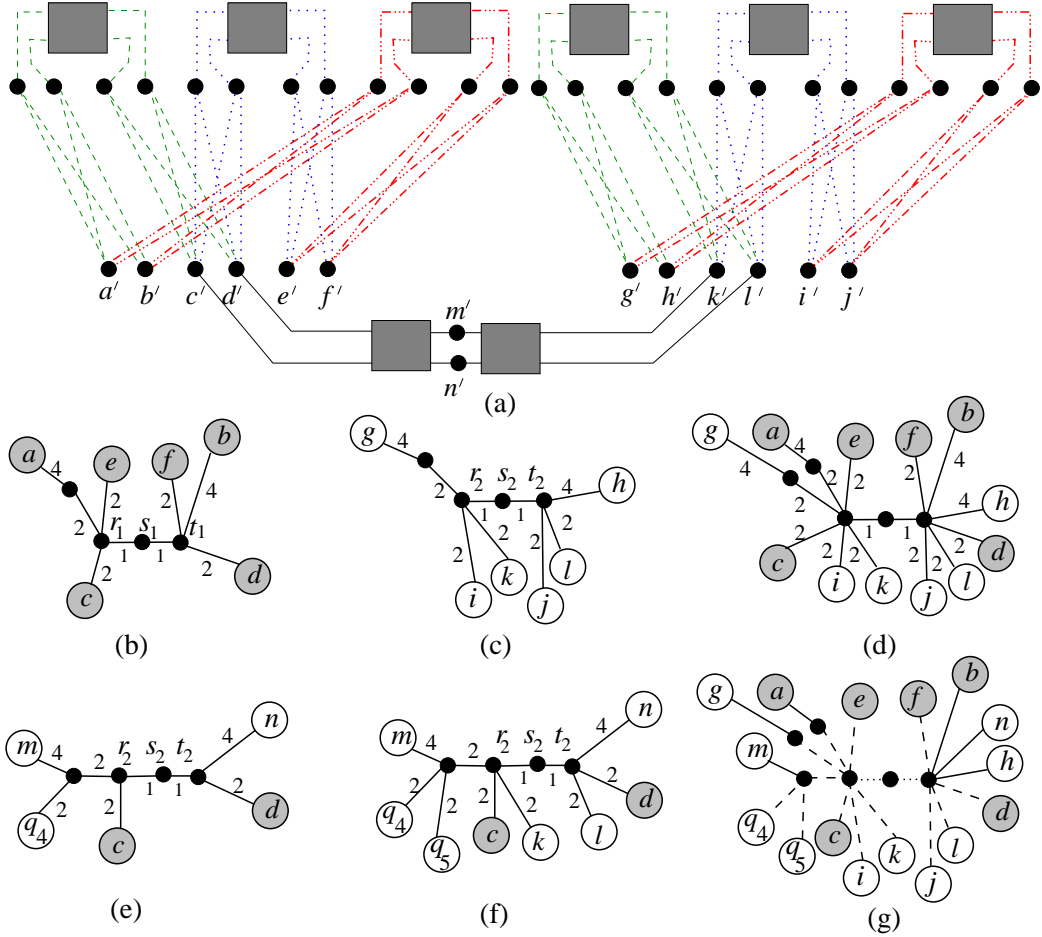 a′ b′ c′ d′ e′ f′ g′ h′ k′ l′ i′ j′
m′
n′
(a)
a e f b
4 2 2 4
2 r₁ s₁ t₁
2 1 1 2
c d
(b)
g 4
2 r₂ s₂ t₂ 4 h
2 2 1 1 2 2
i k j l
(c)
g a e f b
4 4 2 2 4
2 2 4 h
2 2 2 1 1 2 2 2
c i k j l d
(d)
m 4 2 r₂ s₂ t₂ 4 n
2 2 1 1 2
q₄ c d
(e)
m 4 2 r₂ s₂ t₂ 4 n
2 2 2 2 1 1 2 2
q₄ q₅ c k l d
(f)
g a e f b
m n
h
q₄ q₅ c i k j l d
(g)